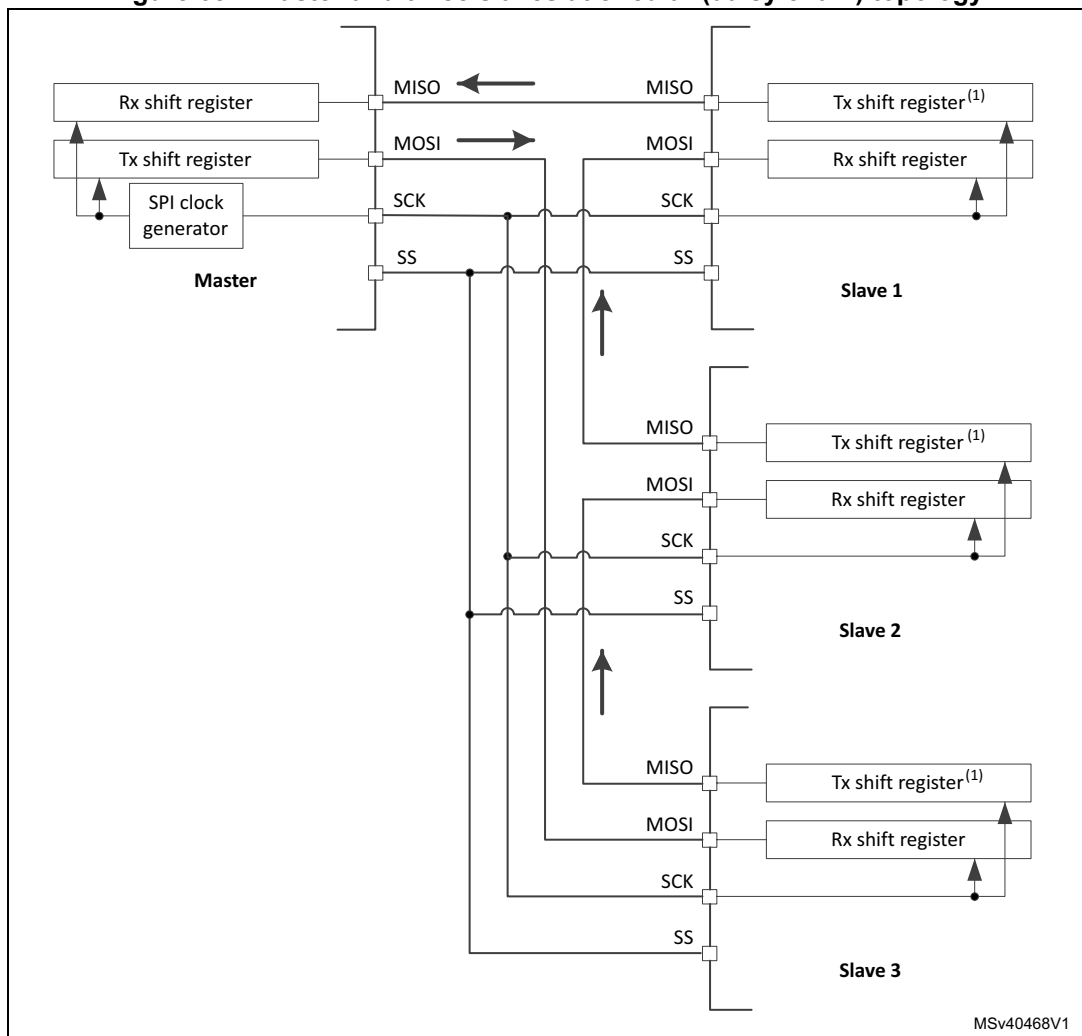 MISO
MISO
Rx shift register
Tx shift register(1)
MOSI
MOSI
Tx shift register
Rx shift register
SPI clock
generator
SCK
SCK
SS
SS
Master
Slave 1
MISO
Tx shift register(1)
MOSI
Rx shift register
SCK
SS
Slave 2
MISO
Tx shift register(1)
MOSI
Rx shift register
SCK
SS
Slave 3
MSv40468V1